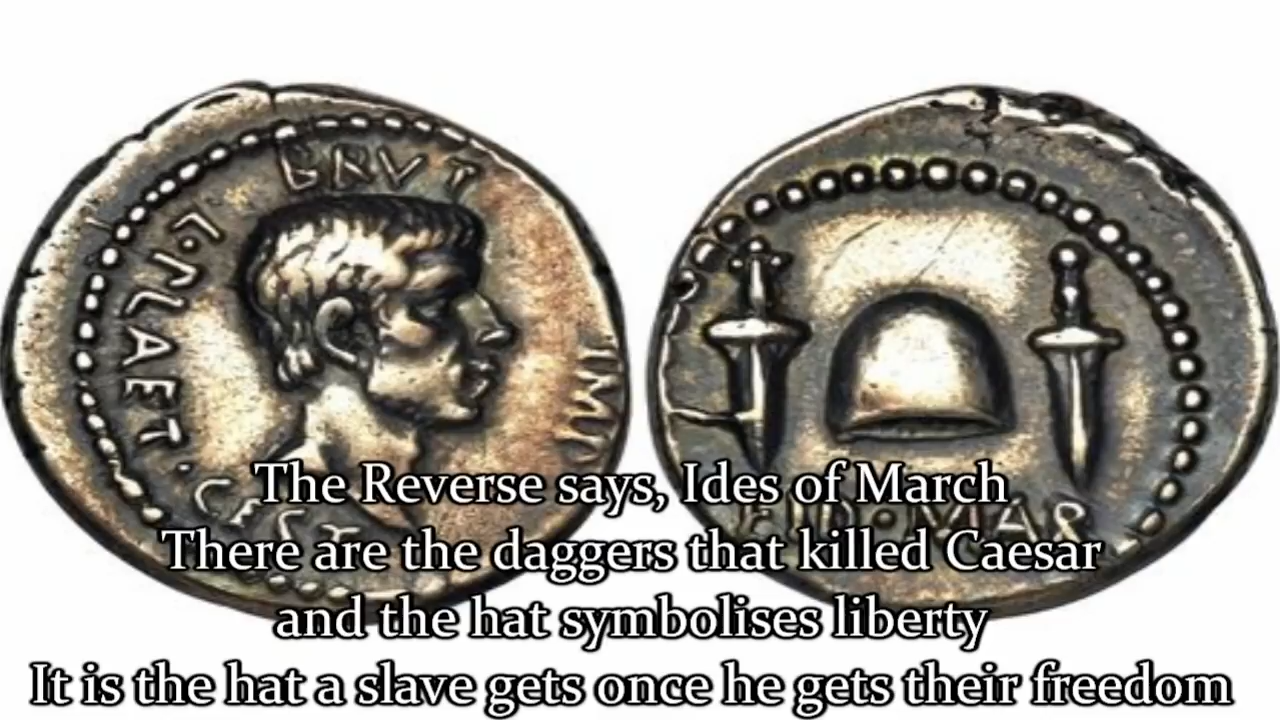 BRVT
IMP
L·PLAET·CEST
EID·MAR
The Reverse says, Ides of March
There are the daggers that killed Caesar
and the hat symbolises liberty
It is the hat a slave gets once he gets their freedom